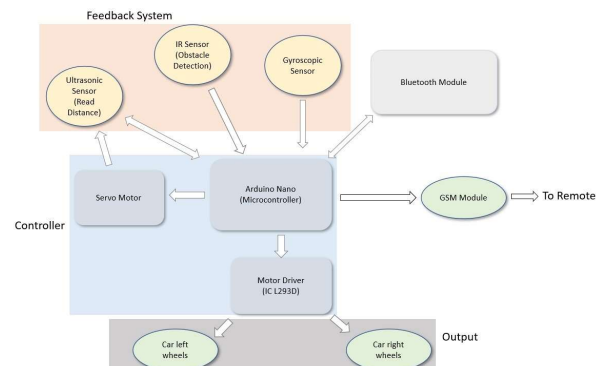 Feedback System
IR Sensor
(Obstacle
Detection)
Gyroscopic
Sensor
Ultrasonic
Sensor
(Read
Distance)
Bluetooth Module
Servo Motor
Arduino Nano
(Microcontroller)
GSM Module
To Remote
Controller
Motor Driver
(IC L293D)
Output
Car left
wheels
Car right
wheels